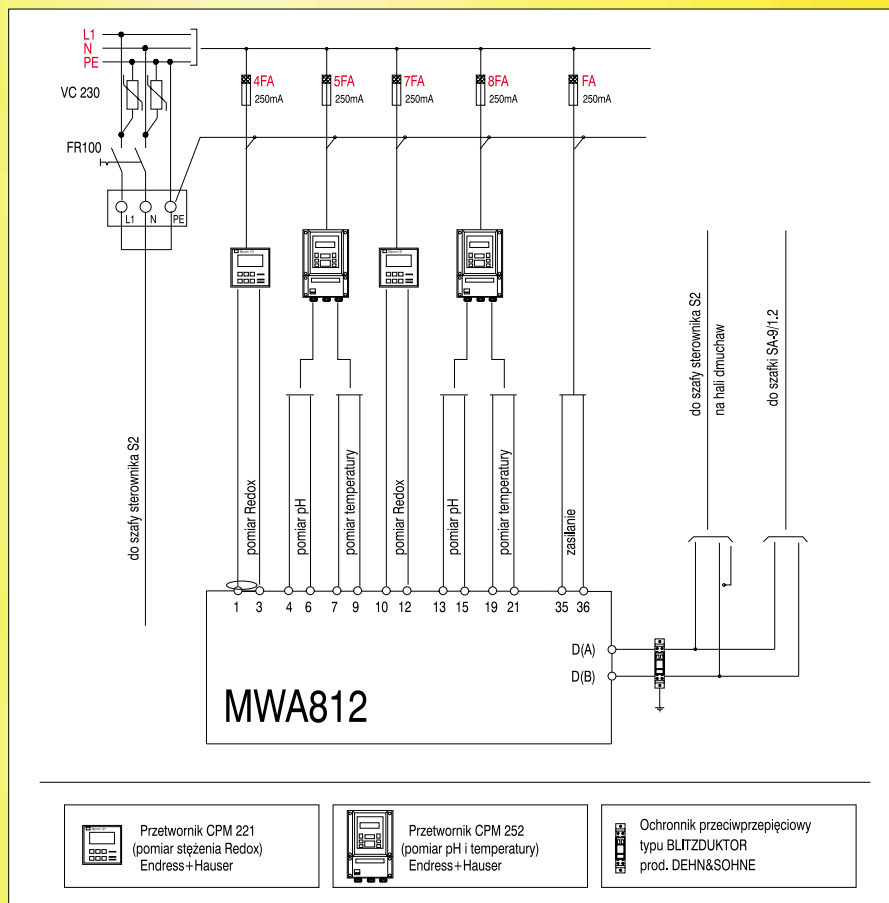 L1
N
PE
VC 230
FR100
L1 N PE
4FA
250mA
5FA
250mA
7FA
250mA
8FA
250mA
FA
250mA
do szafy sterownika S2
pomiar Redox
pomiar pH
pomiar temperatury
pomiar Redox
pomiar pH
pomiar temperatury
zasilanie
do szafy sterownika S2
na hali dmuchaw
do szafki SA-9/1.2
1 3 4 6 7 9 10 12 13 15 19 21 35 36
D(A)
D(B)
MWA812
Przetwornik CPM 221
(pomiar stężenia Redox)
Endress+Hauser
Przetwornik CPM 252
(pomiar pH i temperatury)
Endress+Hauser
Ochronnik przeciwprzepięciowy
typu BLITZDUKTOR
prod. DEHN&SOHNE